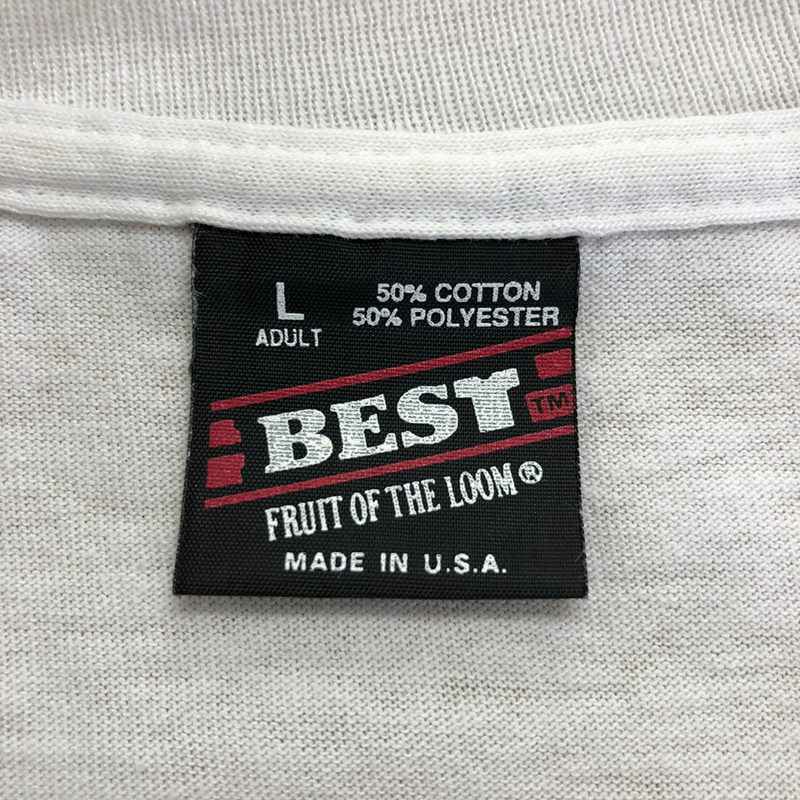 L 50% COTTON
ADULT 50% POLYESTER
BEST TM
FRUIT OF THE LOOM®
MADE IN U.S.A.